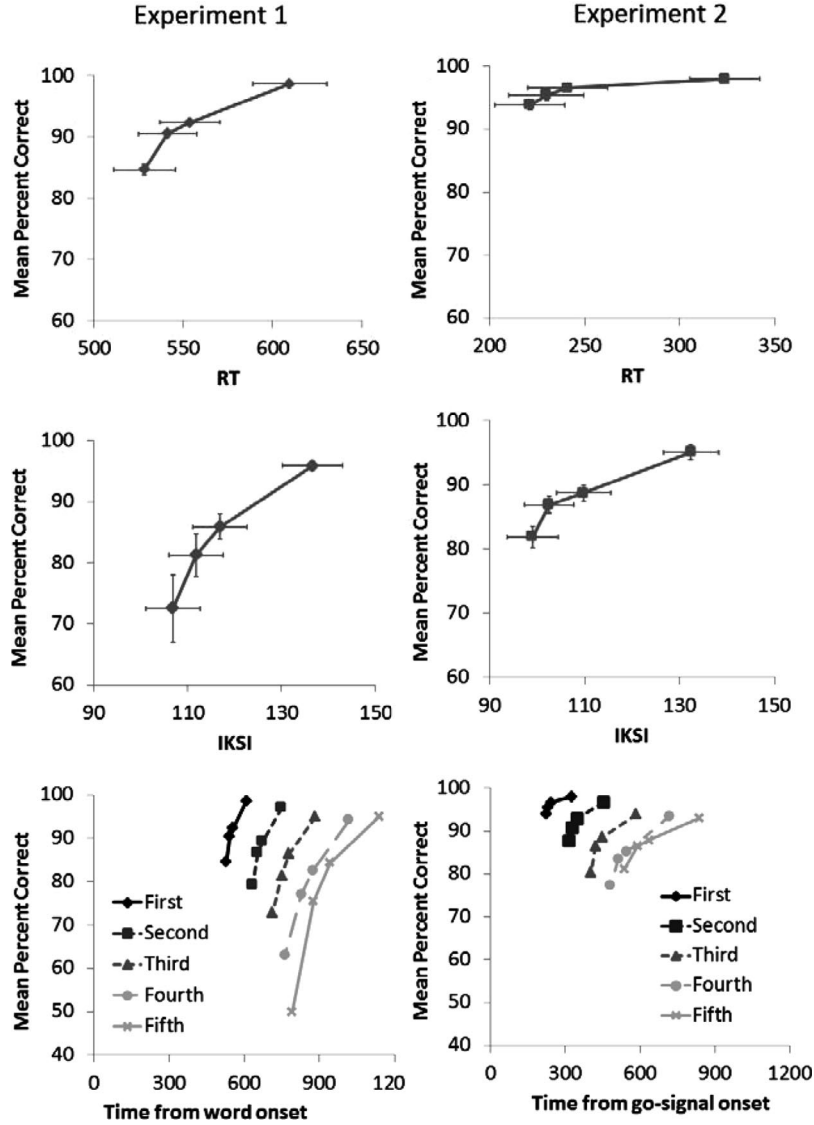 Experiment 1
Experiment 2
Mean Percent Correct
100
90
80
70
60
500 550 600 650
RT
Mean Percent Correct
100
90
80
70
60
200 250 300 350
RT
Mean Percent Correct
100
90
80
70
60
90 110 130 150
IKSI
Mean Percent Correct
100
90
80
70
60
90 110 130 150
IKSI
Mean Percent Correct
100
90
80
70
60
50
40
First
Second
Third
Fourth
Fifth
0 300 600 900 120
Time from word onset
Mean Percent Correct
100
90
80
70
60
50
40
First
Second
Third
Fourth
Fifth
0 300 600 900 1200
Time from go-signal onset